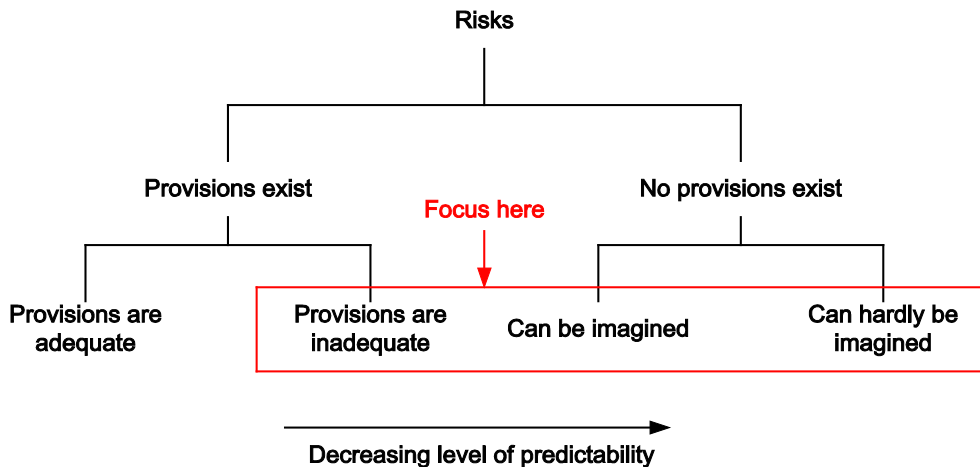 Risks
Provisions exist
No provisions exist
Focus here
Provisions are
adequate
Provisions are
inadequate
Can be imagined
Can hardly be
imagined
Decreasing level of predictability